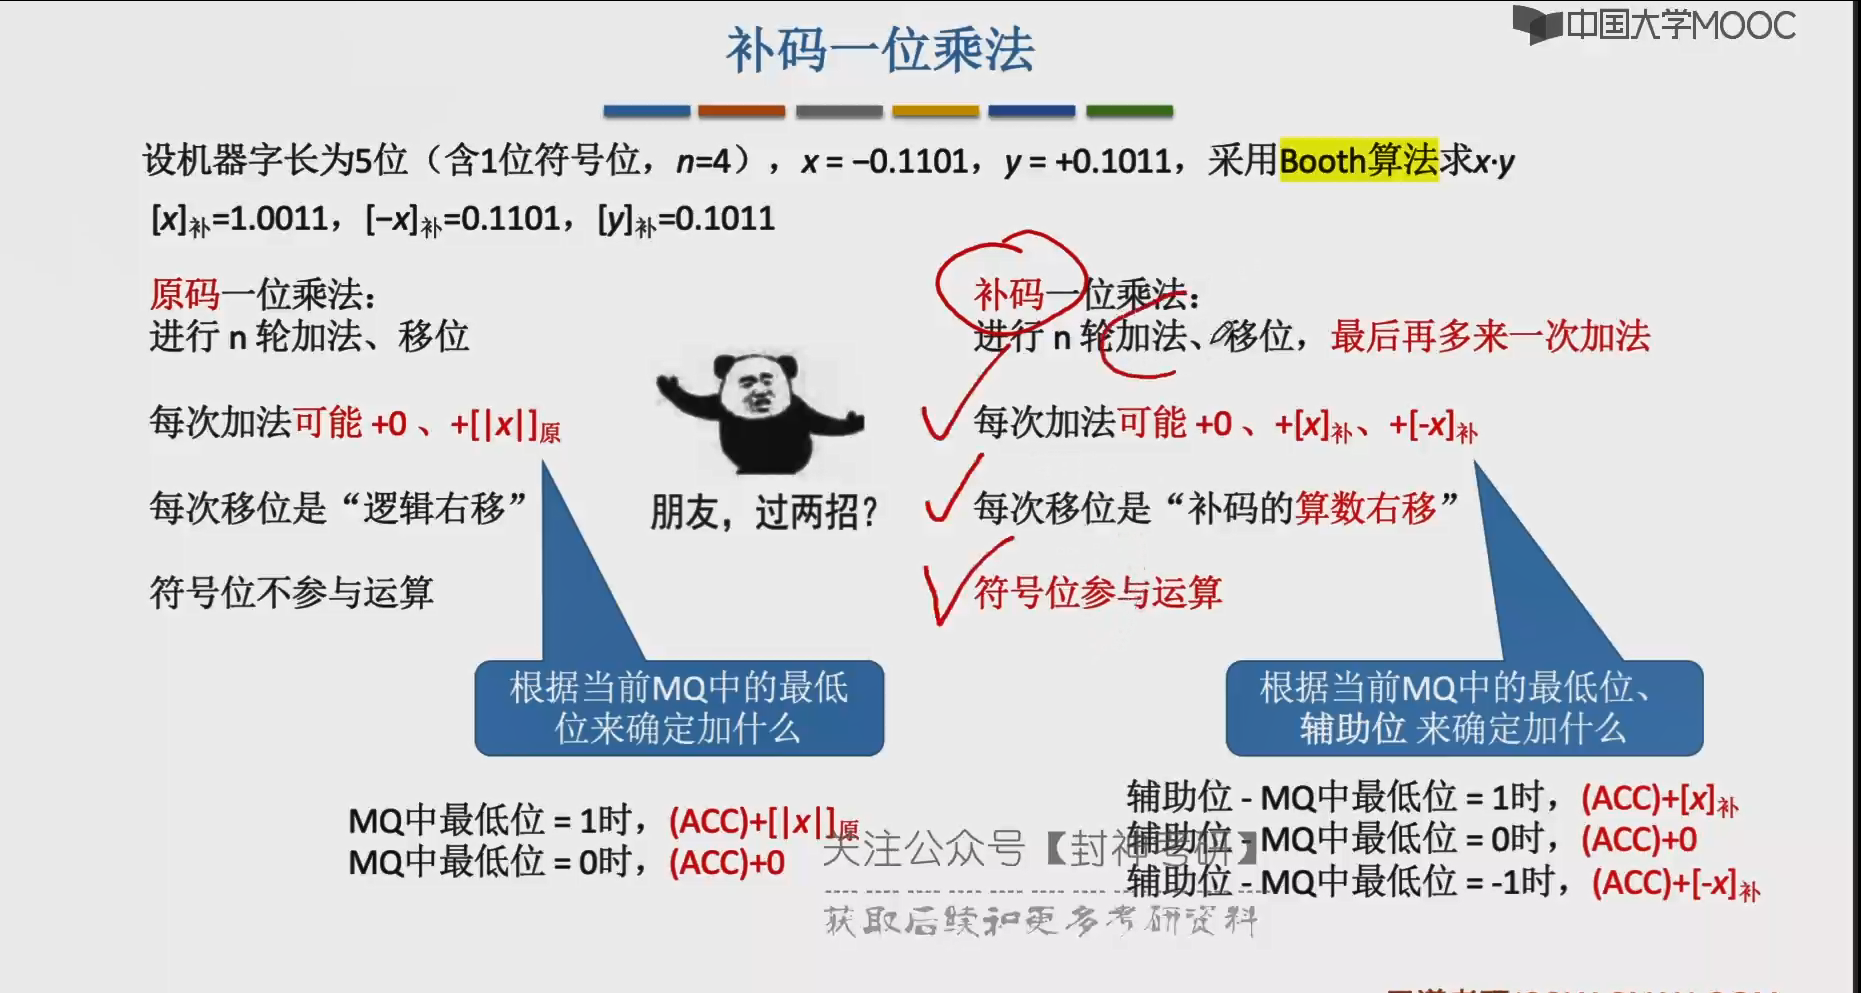 中国大学MOOC
补码一位乘法
设机器字长为5位（含1位符号位，n=4），x = −0.1101，y = +0.1011，采用Booth算法求x·y
[x]补=1.0011，[−x]补=0.1101，[y]补=0.1011
原码一位乘法：
进行 n 轮加法、移位
每次加法可能 +0 、+[|x|]原
每次移位是“逻辑右移”
符号位不参与运算
根据当前MQ中的最低
位来确定加什么
MQ中最低位 = 1时，(ACC)+[|x|]原
MQ中最低位 = 0时，(ACC)+0
朋友，过两招？
补码一位乘法：
进行 n 轮加法、移位，最后再多来一次加法
每次加法可能 +0 、+[x]补、+[-x]补
每次移位是“补码的算数右移”
符号位参与运算
根据当前MQ中的最低位、
辅助位 来确定加什么
辅助位 - MQ中最低位 = 1时，(ACC)+[x]补
辅助位 - MQ中最低位 = 0时，(ACC)+0
辅助位 - MQ中最低位 = -1时，(ACC)+[-x]补
关注公众号【封神考研】
获取后续和更多考研资料